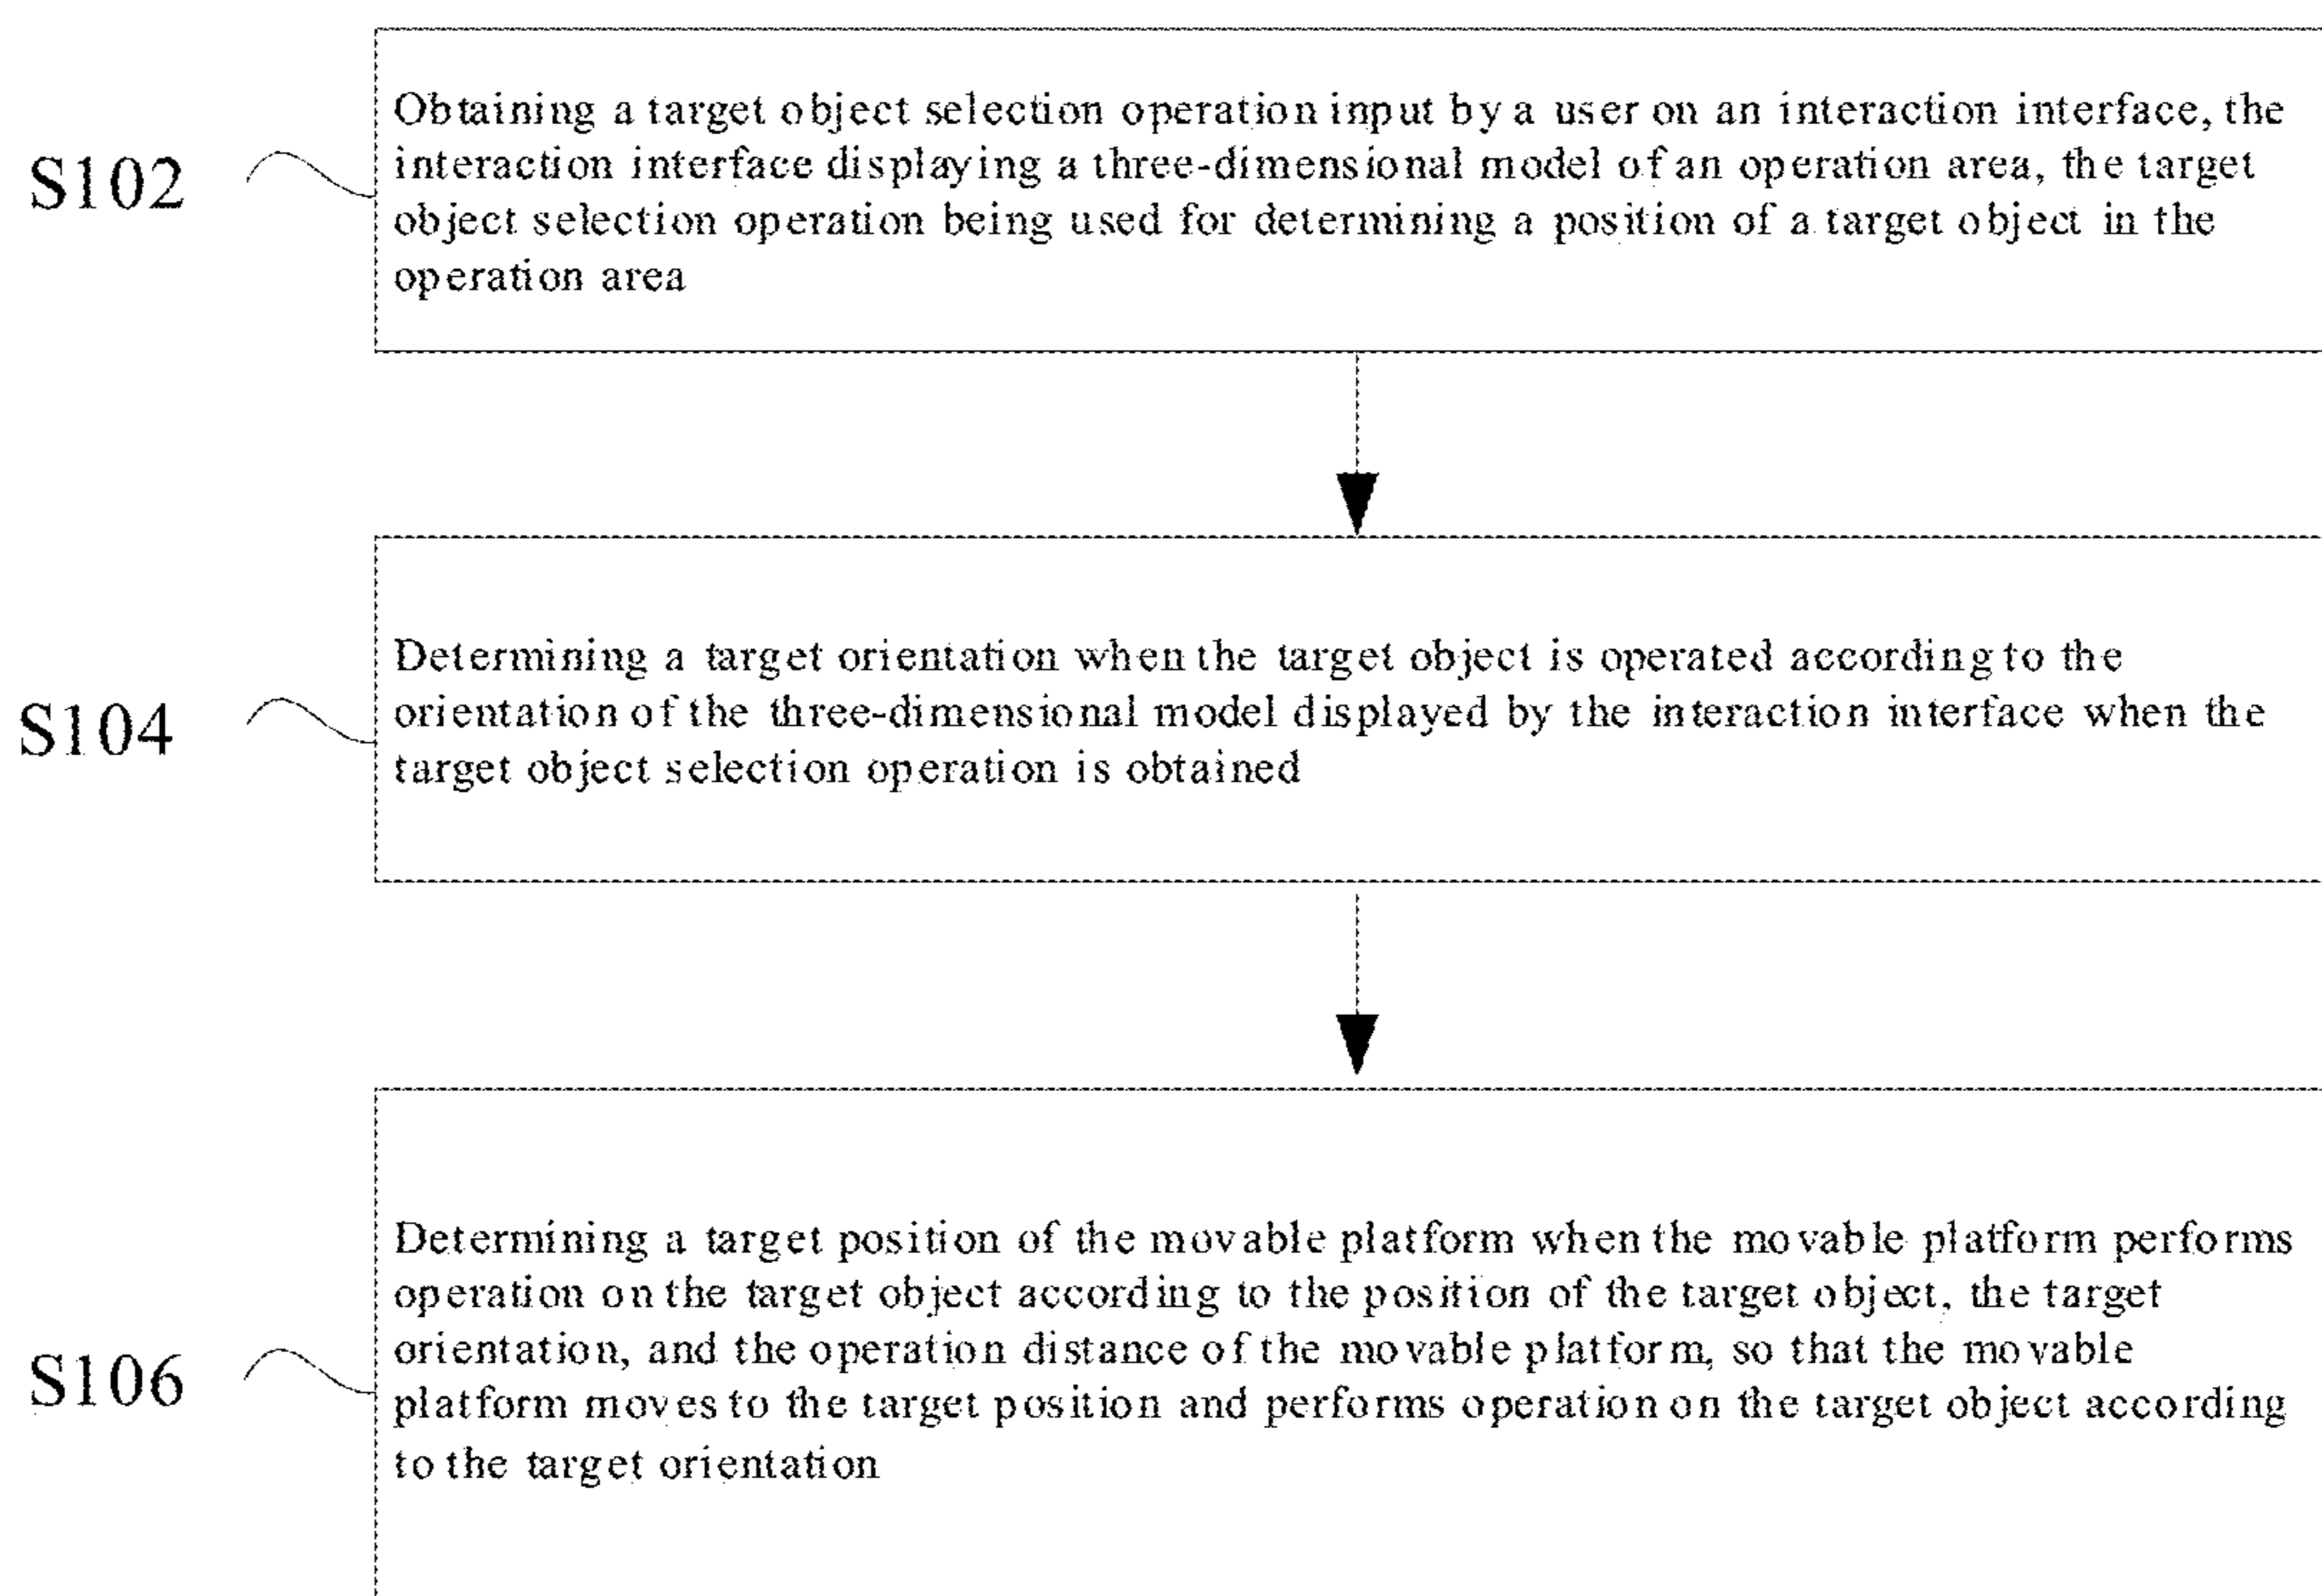 Obtaining a target object selection operation input by a user on an interaction interface, the
interaction interface displaying a three-dimensional model of an operation area, the target
object selection operation being used for determining a position of a target object in the
operation area
S102
Determining a target orientation when the target object is operated according to the
orientation of the three-dimensional model displayed by the interaction interface when the
target object selection operation is obtained
S104
Determining a target position of the movable platform when the movable platform performs
operation on the target object according to the position of the target object, the target
orientation, and the operation distance of the movable platform, so that the movable
platform moves to the target position and performs operation on the target object according
to the target orientation
S106